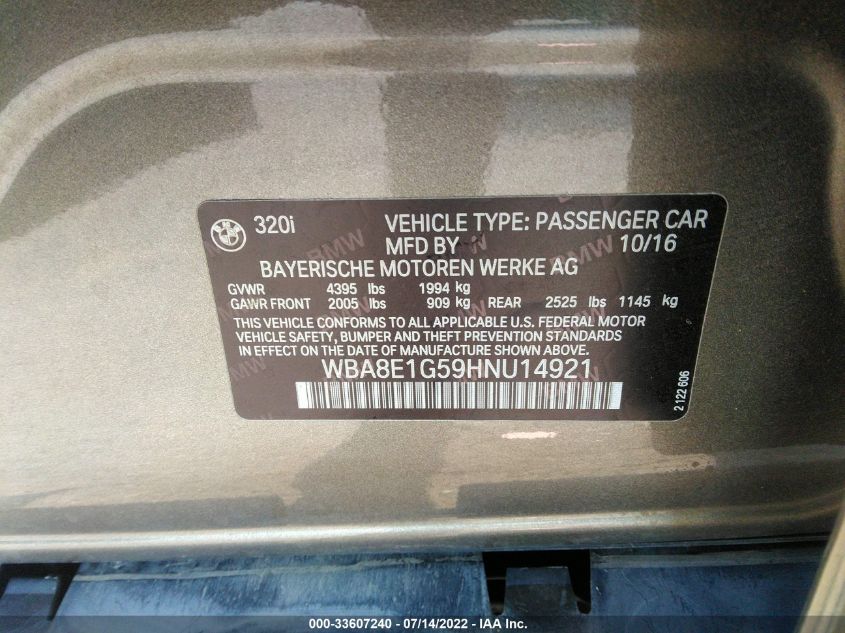 320i VEHICLE TYPE: PASSENGER CAR
MFD BY 10/16
BAYERISCHE MOTOREN WERKE AG
GVWR 4395 lbs 1994 kg
GAWR FRONT 2005 lbs 909 kg REAR 2525 lbs 1145 kg
THIS VEHICLE CONFORMS TO ALL APPLICABLE U.S. FEDERAL MOTOR
VEHICLE SAFETY, BUMPER AND THEFT PREVENTION STANDARDS
IN EFFECT ON THE DATE OF MANUFACTURE SHOWN ABOVE.
WBA8E1G59HNU14921
2 122 606
000-33607240 - 07/14/2022 - IAA Inc.